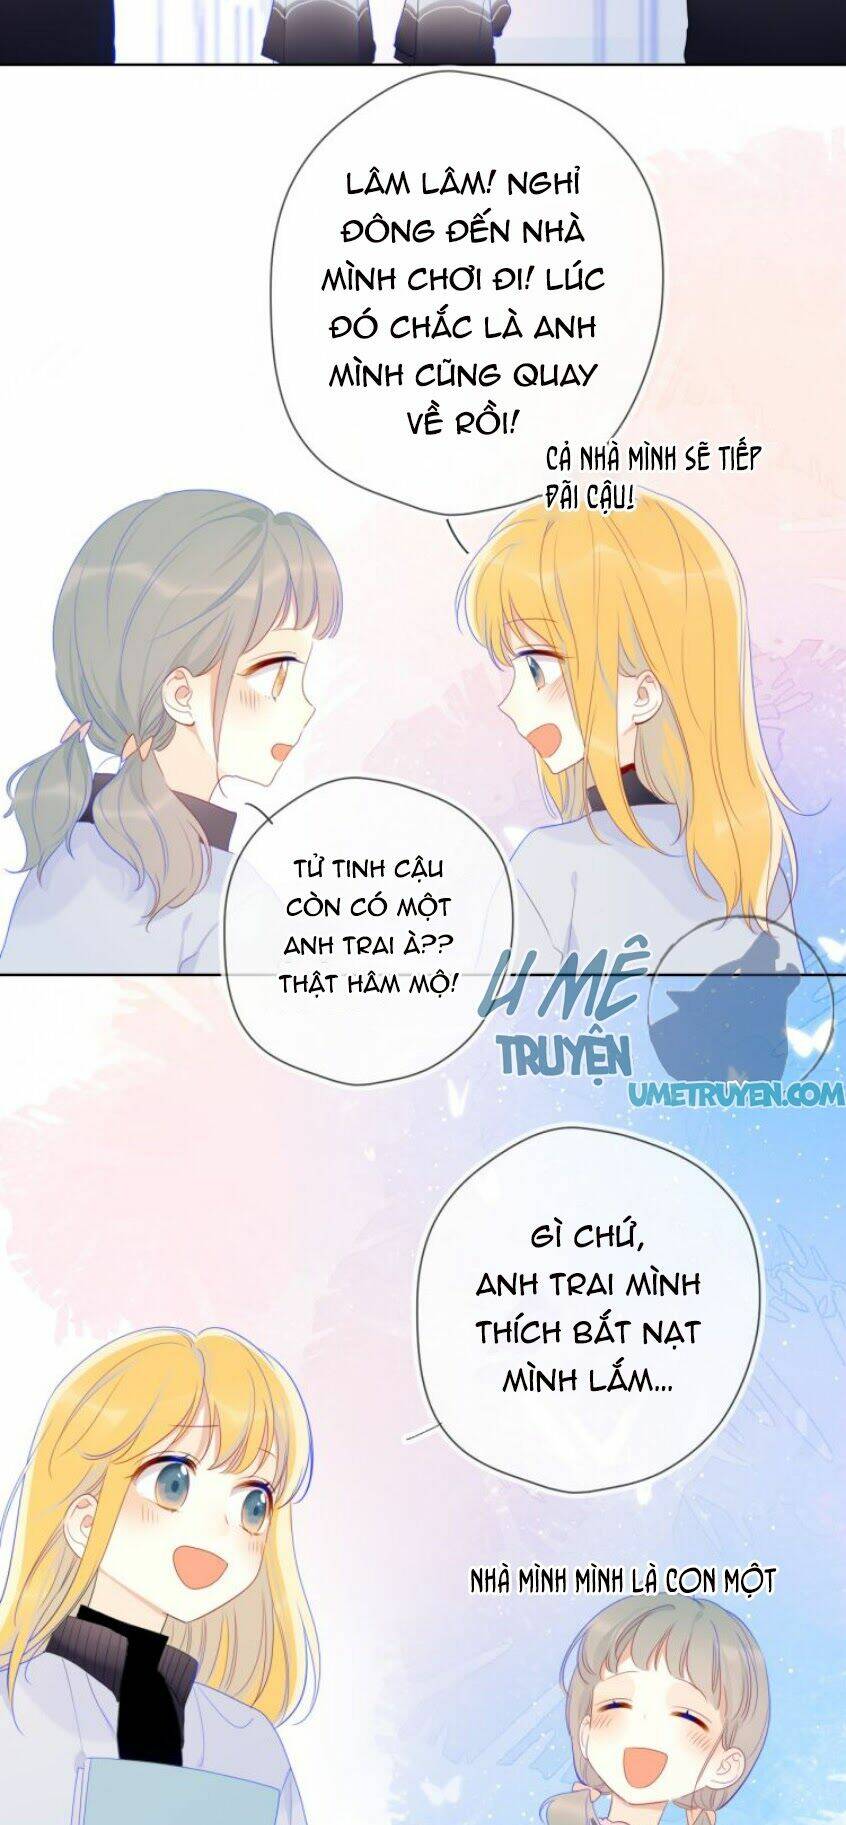 LÂM LÂM! NGHỈ
ĐÔNG ĐẾN NHÀ
MÌNH CHƠI ĐI! LÚC
ĐÓ CHẮC LÀ ANH
MÌNH CŨNG QUAY
VỀ RỒI!
CẢ NHÀ MÌNH SẼ TIẾP
ĐÃI CẬU!
TỬ TINH CẬU
CÒN CÓ MỘT
ANH TRAI À??
THẬT HÂM MỘ!
U MÊ
TRUYỆN
UMETRUYEN.COM
GÌ CHỨ,
ANH TRAI MÌNH
THÍCH BẮT NẠT
MÌNH LẮM...
NHÀ MÌNH MÌNH LÀ CON MỘT